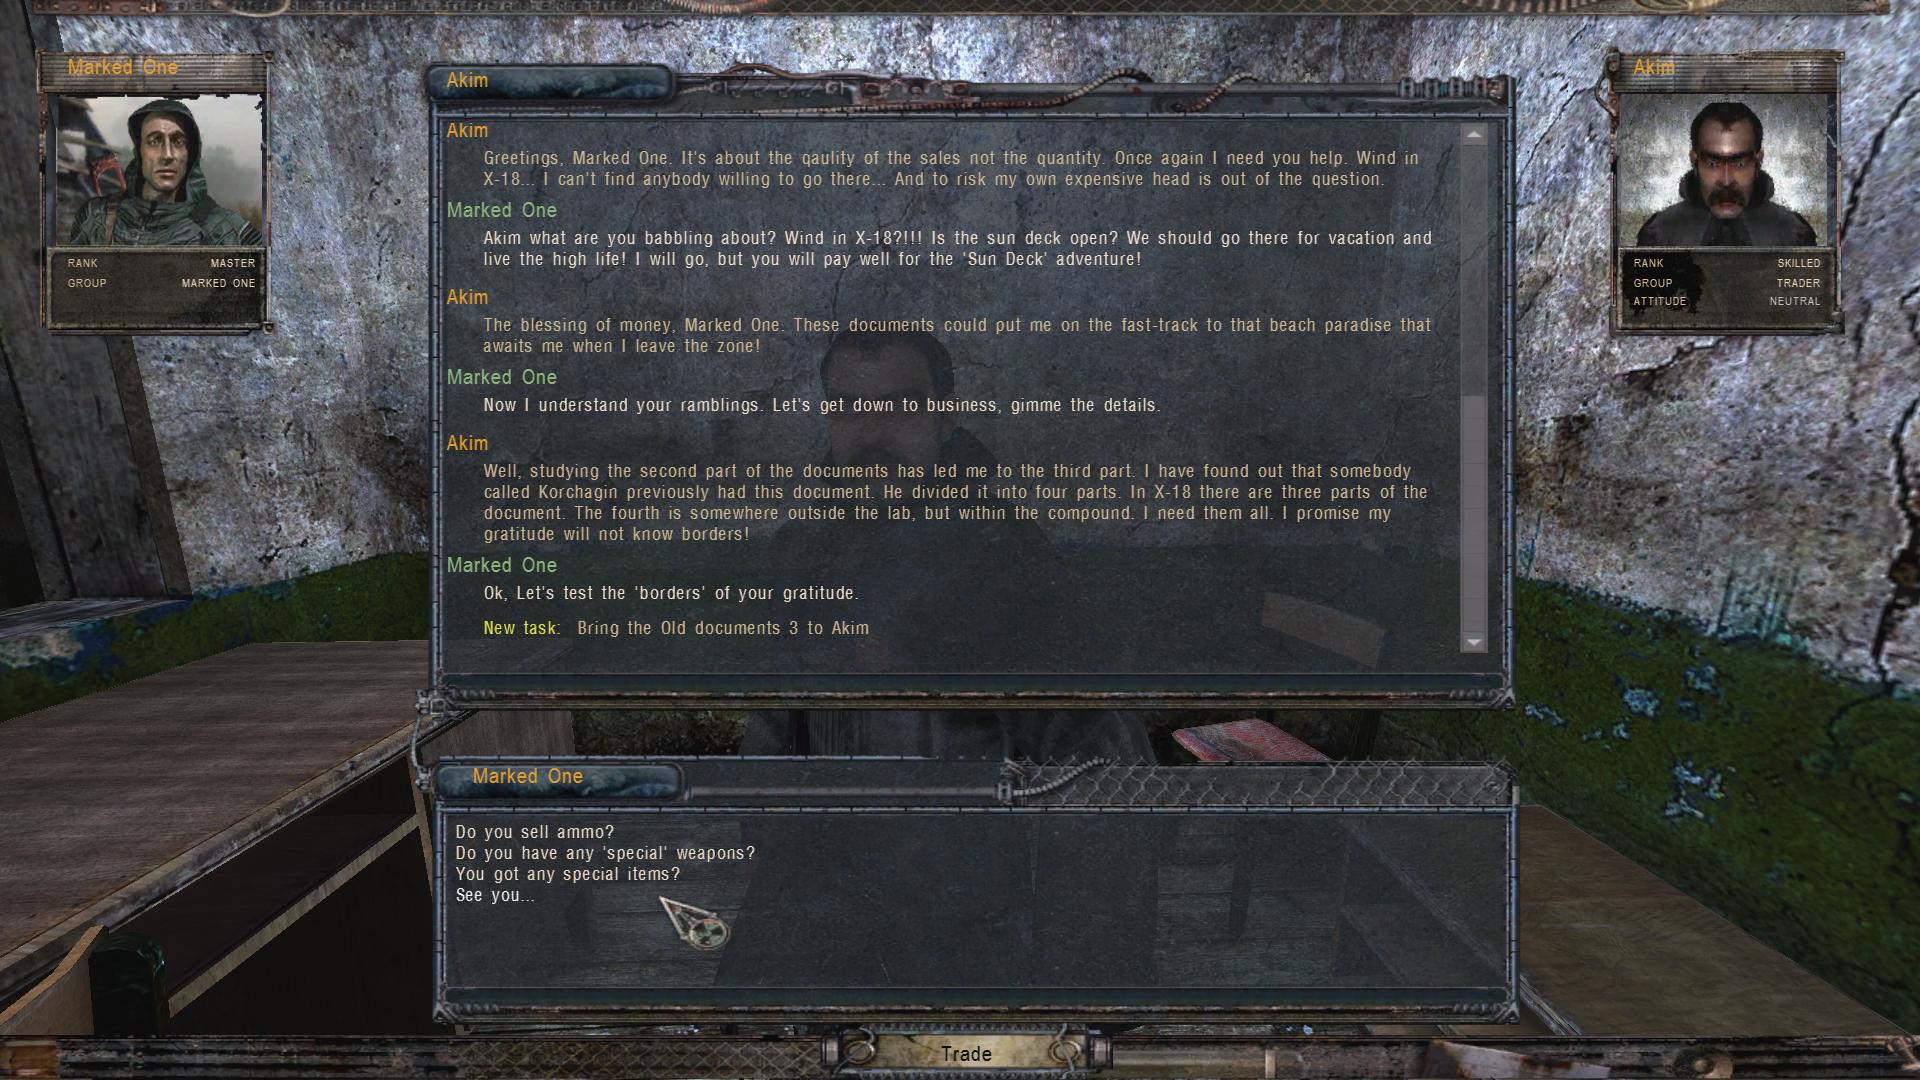 Marked One
RANK MASTER
GROUP MARKED ONE
Akim
Akim
Greetings, Marked One. It's about the qaulity of the sales not the quantity. Once again I need you help. Wind in
X-18... I can't find anybody willing to go there... And to risk my own expensive head is out of the question.
Marked One
Akim what are you babbling about? Wind in X-18?!!! Is the sun deck open? We should go there for vacation and
live the high life! I will go, but you will pay well for the 'Sun Deck' adventure!
Akim
The blessing of money, Marked One. These documents could put me on the fast-track to that beach paradise that
awaits me when I leave the zone!
Marked One
Now I understand your ramblings. Let's get down to business, gimme the details.
Akim
Well, studying the second part of the documents has led me to the third part. I have found out that somebody
called Korchagin previously had this document. He divided it into four parts. In X-18 there are three parts of the
document. The fourth is somewhere outside the lab, but within the compound. I need them all. I promise my
gratitude will not know borders!
Marked One
Ok, Let's test the 'borders' of your gratitude.
New task: Bring the Old documents 3 to Akim
Akim
RANK SKILLED
GROUP TRADER
ATTITUDE NEUTRAL
Marked One
Do you sell ammo?
Do you have any 'special' weapons?
You got any special items?
See you...
Trade